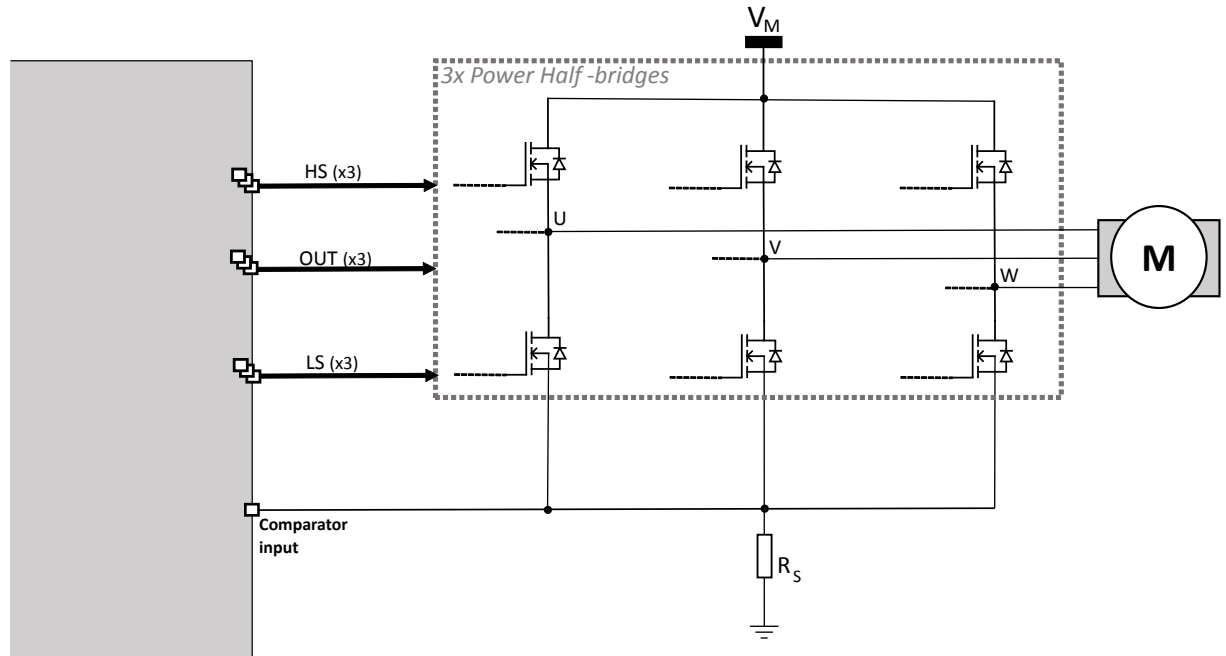 V_M
3x Power Half -bridges
HS (x3)
U
OUT (x3)
V
M
W
LS (x3)
Comparator
input
R_S